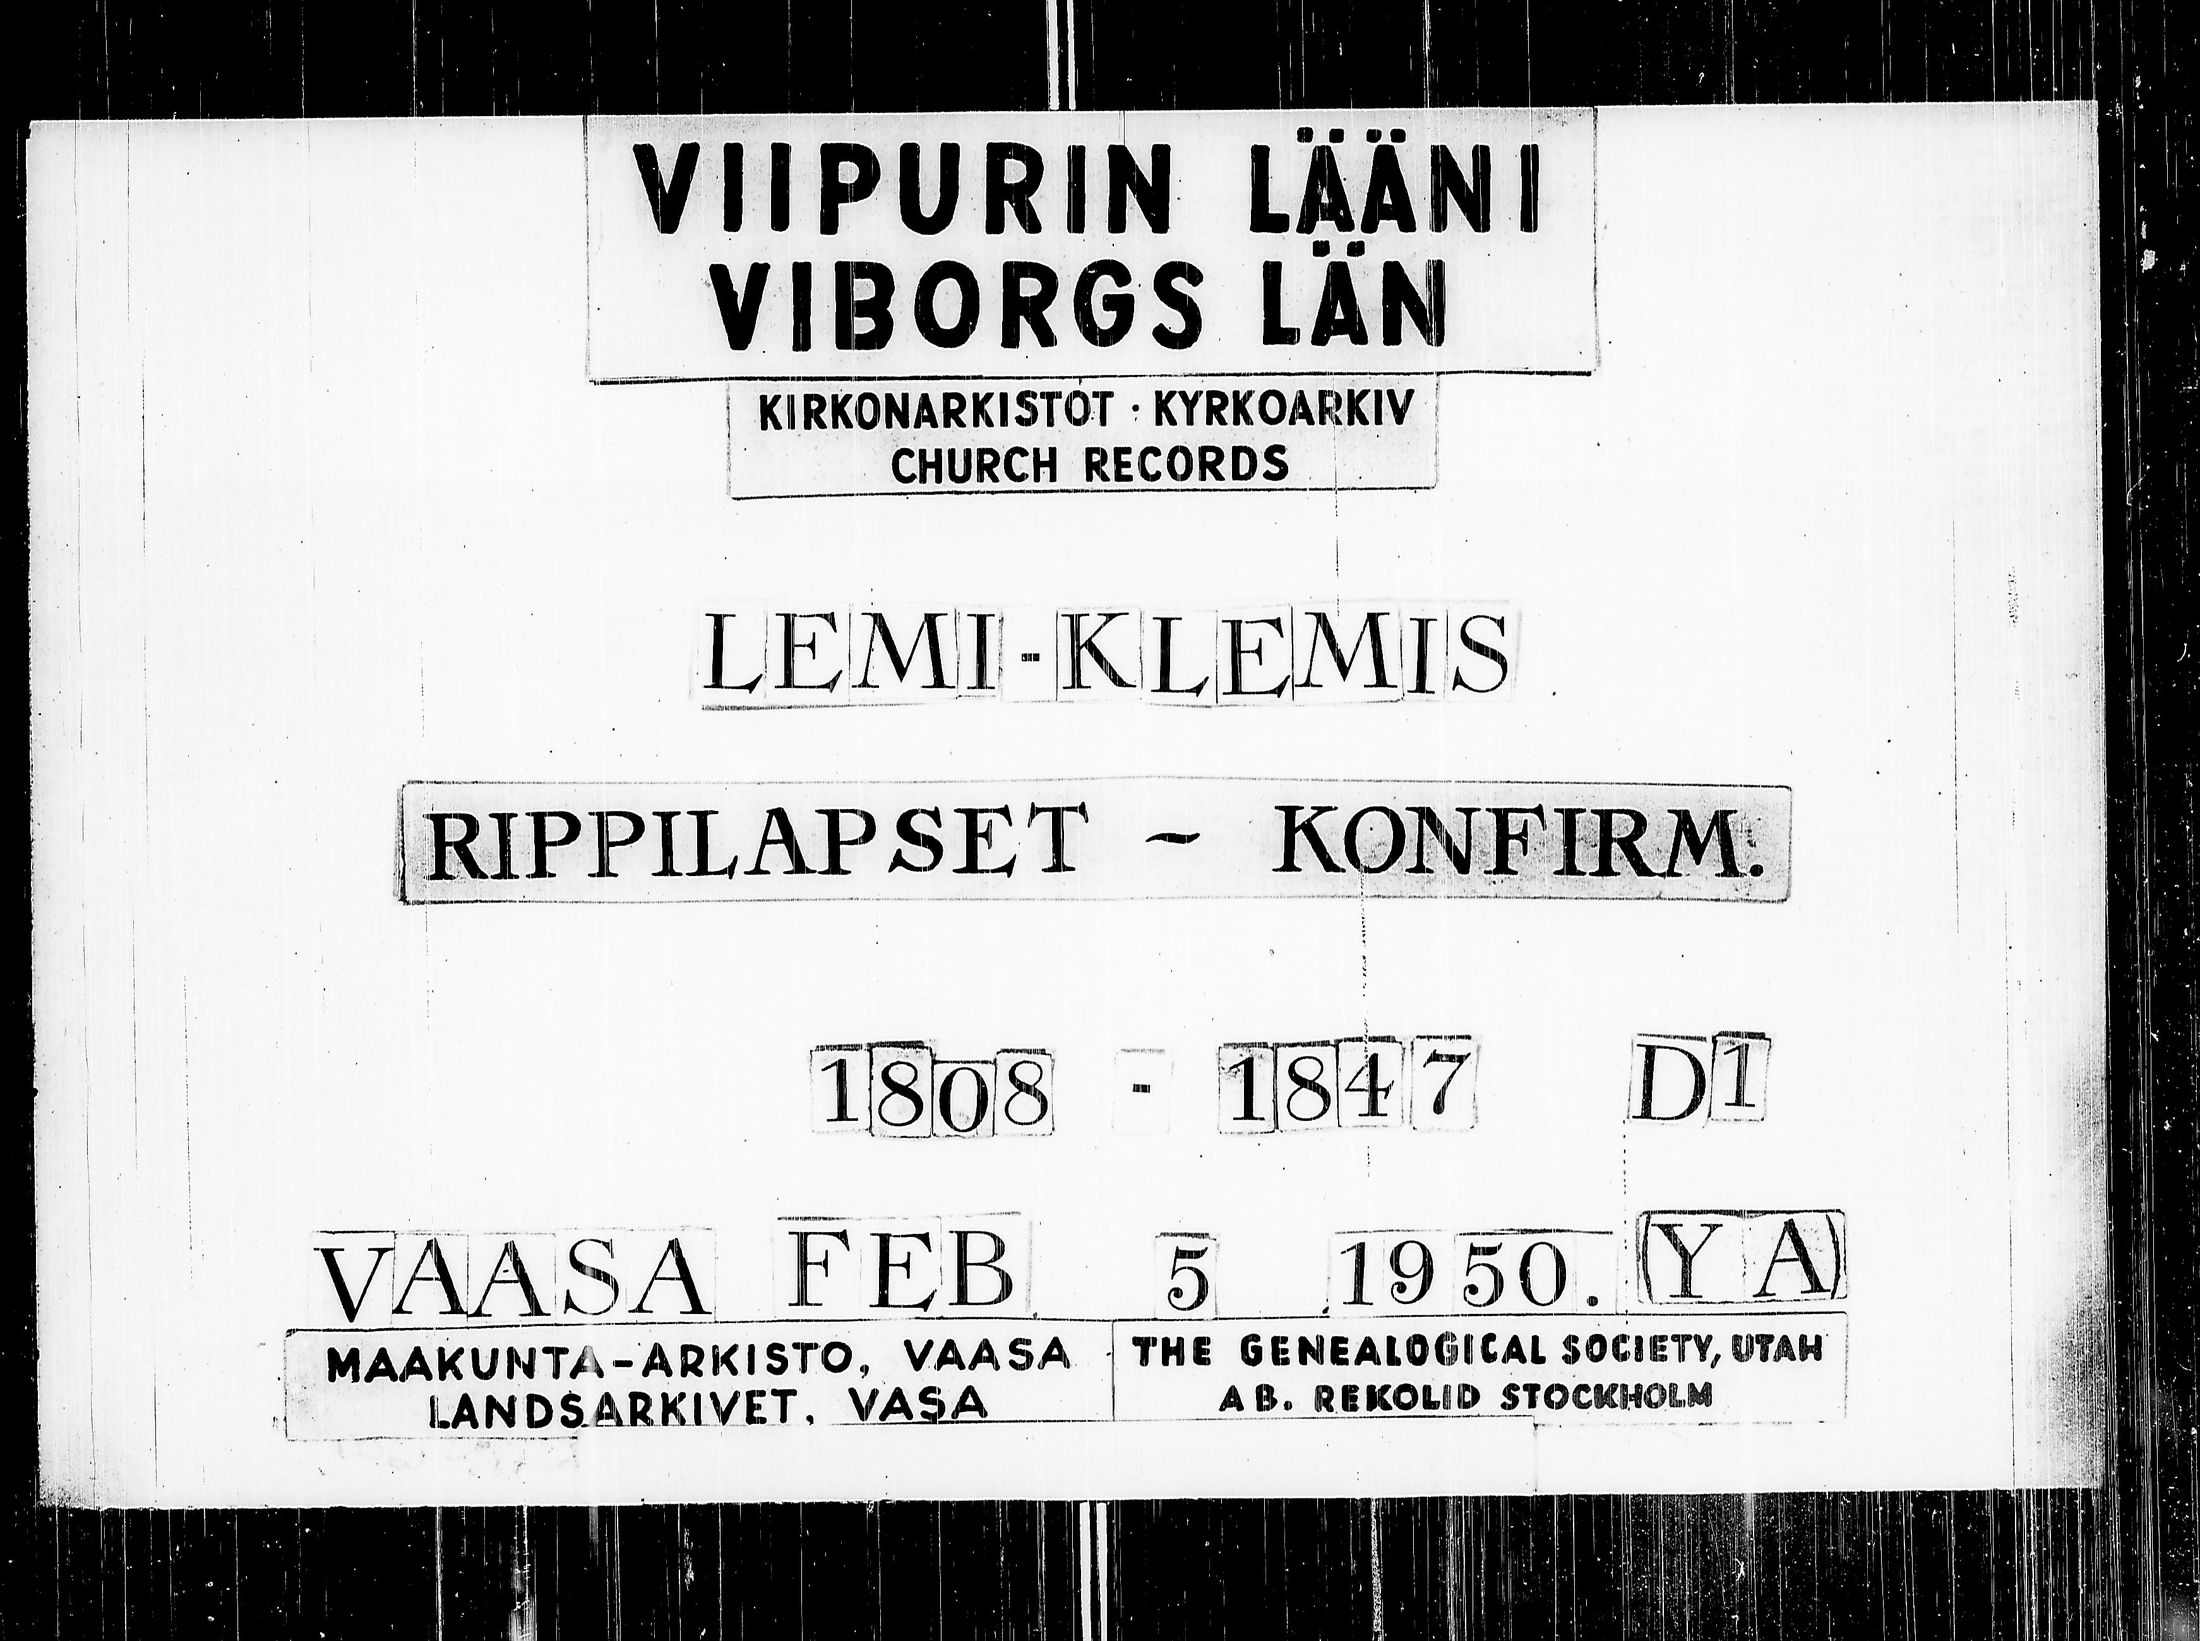 VIIPURIN LÄÄNI
VIBORGS LÄN
KIRKONARKISTOT · KYRKOARKIV
CHURCH RECORDS
LEMI-KLEMIS
RIPPILAPSET - KONFIRM.
1808 - 1847 D1
VAASA FEB 5 1950. (YA)
MAAKUNTA-ARKISTO, VAASA
LANDSARKIVET, VASA
THE GENEALOGICAL SOCIETY, UTAH
AB. REKOLID STOCKHOLM